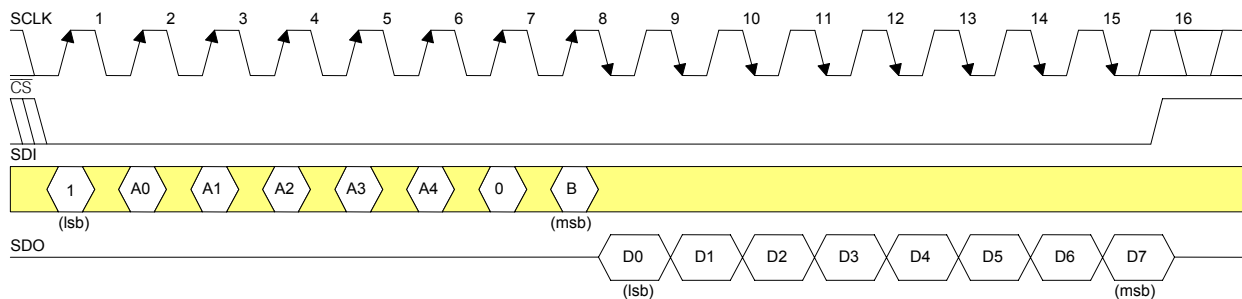 SCLK 1 2 3 4 5 6 7 8 9 10 11 12 13 14 15 16
CS
SDI
1 A0 A1 A2 A3 A4 0 B
(lsb) (msb)
SDO
D0 D1 D2 D3 D4 D5 D6 D7
(lsb) (msb)